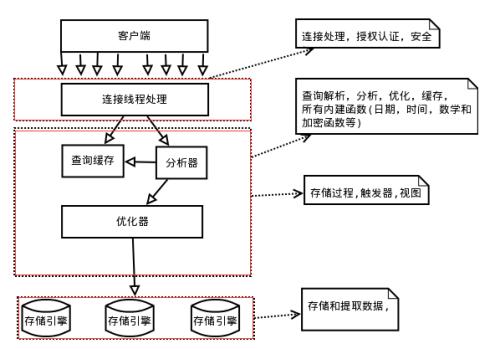 客户端
连接处理，授权认证，安全
连接线程处理
查询解析，分析，优化，缓存，
所有内建函数(日期，时间，数学和
加密函数等)
查询缓存
分析器
存储过程,触发器,视图
优化器
存储和提取数据，
存储引擎
存储引擎
存储引擎